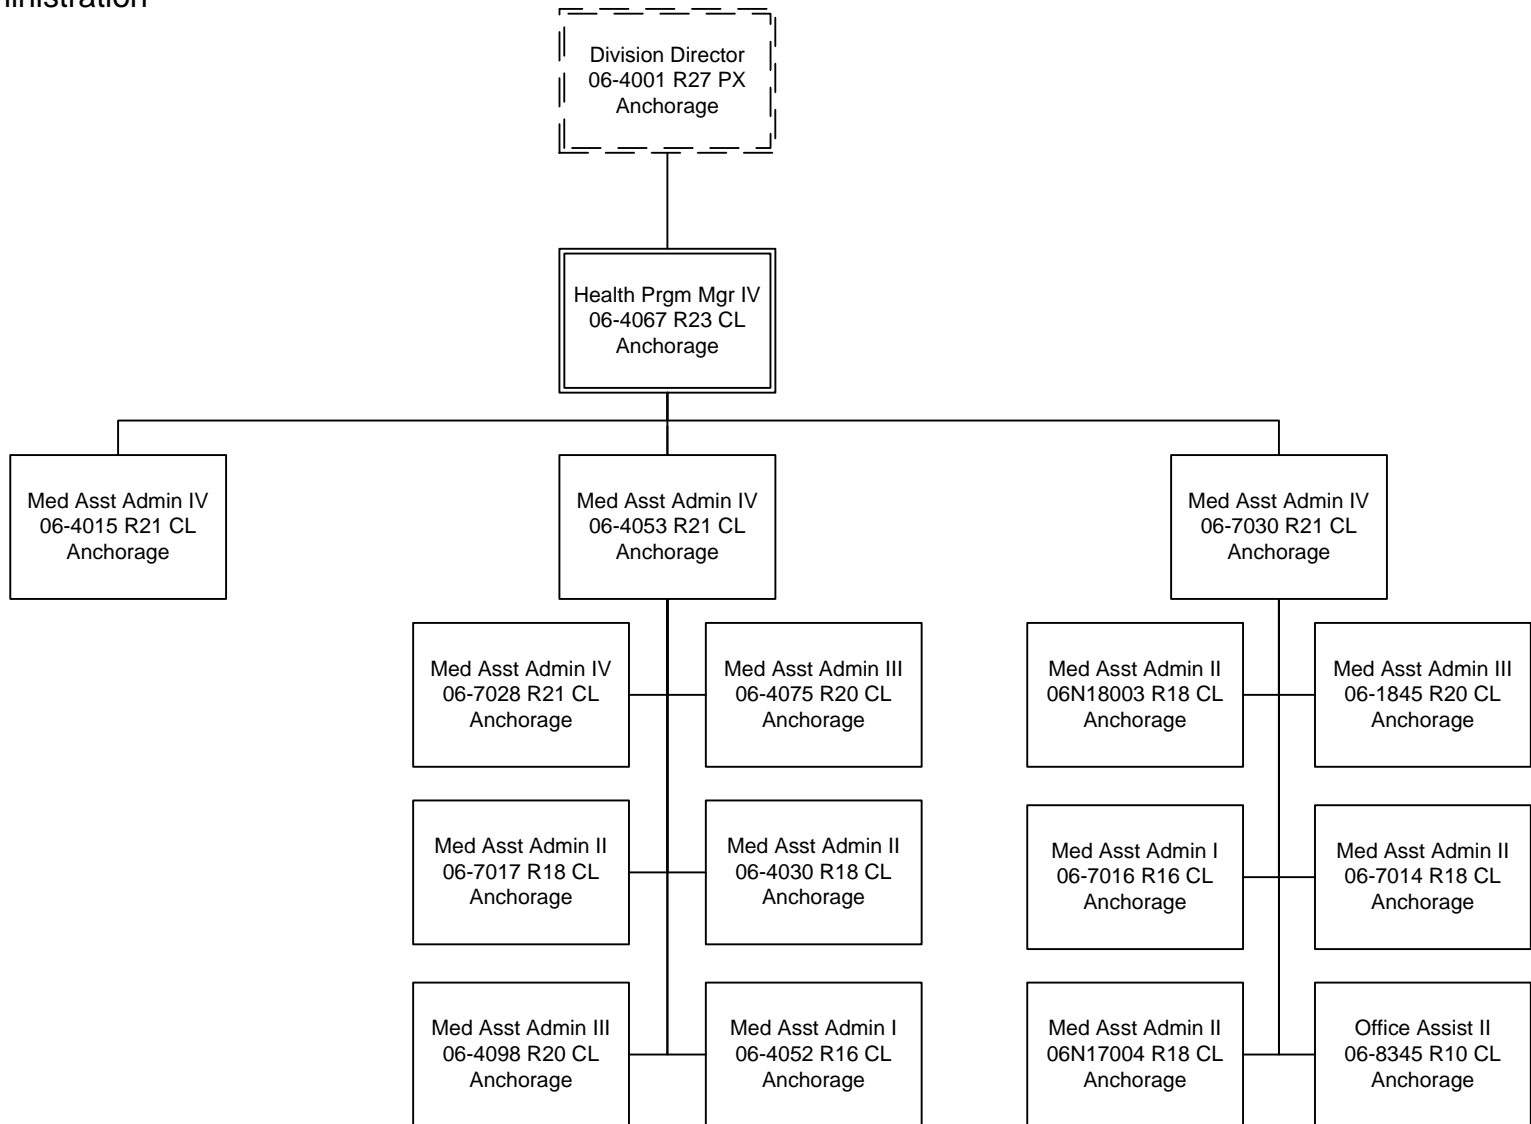 Division Director
06-4001 R27 PX
Anchorage
Health Prgm Mgr IV
06-4067 R23 CL
Anchorage
Med Asst Admin IV
06-4015 R21 CL
Anchorage
Med Asst Admin IV
06-4053 R21 CL
Anchorage
Med Asst Admin IV
06-7030 R21 CL
Anchorage
Med Asst Admin IV
06-7028 R21 CL
Anchorage
Med Asst Admin III
06-4075 R20 CL
Anchorage
Med Asst Admin II
06N18003 R18 CL
Anchorage
Med Asst Admin III
06-1845 R20 CL
Anchorage
Med Asst Admin II
06-7017 R18 CL
Anchorage
Med Asst Admin II
06-4030 R18 CL
Anchorage
Med Asst Admin I
06-7016 R16 CL
Anchorage
Med Asst Admin II
06-7014 R18 CL
Anchorage
Med Asst Admin III
06-4098 R20 CL
Anchorage
Med Asst Admin I
06-4052 R16 CL
Anchorage
Med Asst Admin II
06N17004 R18 CL
Anchorage
Office Assist II
06-8345 R10 CL
Anchorage